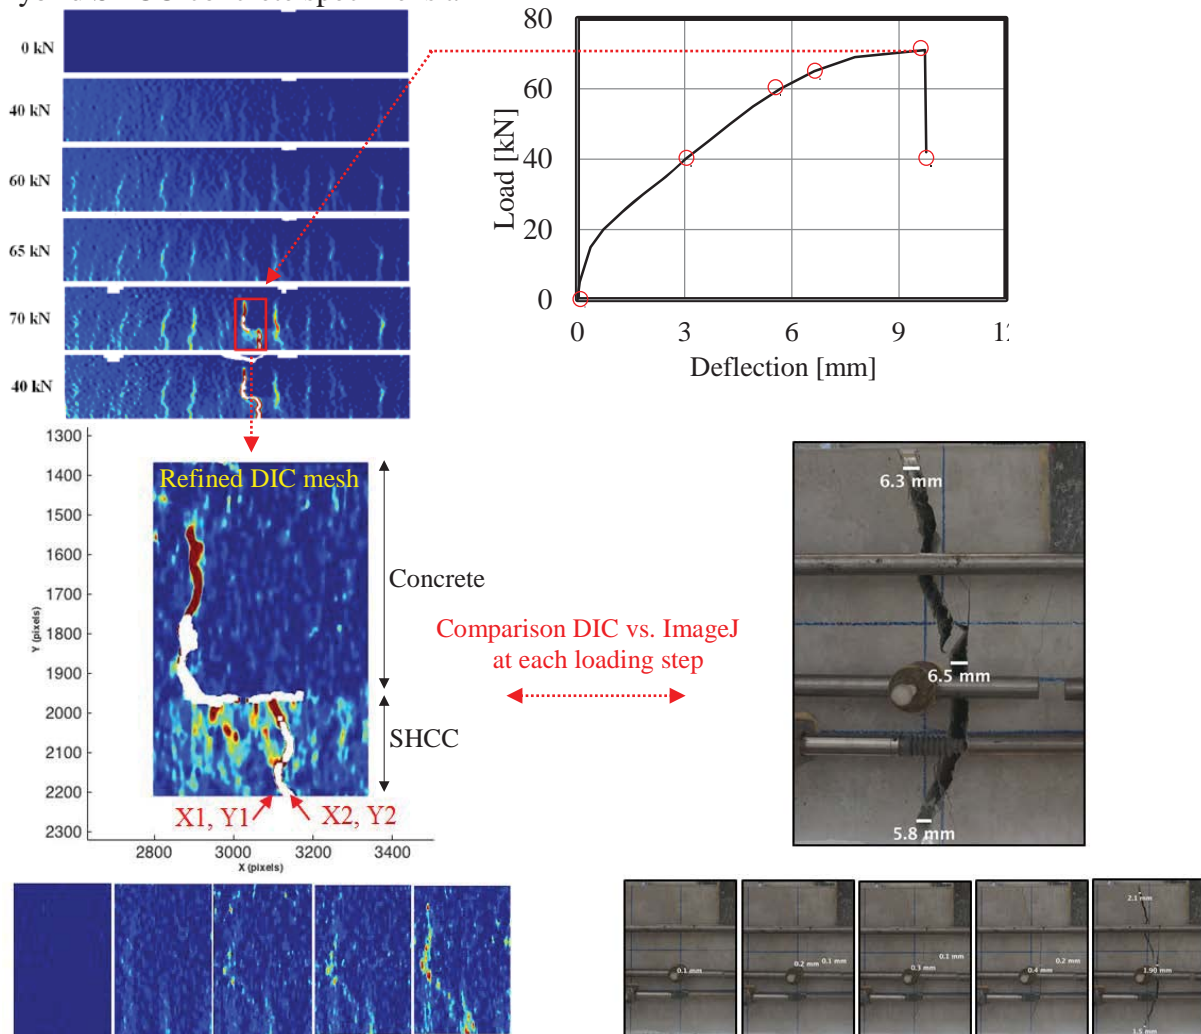 0 kN
40 kN
60 kN
65 kN
70 kN
40 kN
80
60
40
20
0
0 3 6 9
Load [kN]
Deflection [mm]
1300
1400
1500
1600
1700
1800
1900
2000
2100
2200
2300
Y (pixels)
2800 3000 3200 3400
X (pixels)
Refined DIC mesh
Concrete
SHCC
X1, Y1 X2, Y2
Comparison DIC vs. ImageJ
at each loading step
6.3 mm
6.5 mm
5.8 mm
0.1 mm
0.2 mm 0.1 mm
0.1 mm
0.3 mm
0.2 mm
0.4 mm
2.1 mm
1.90 mm
1.5 mm